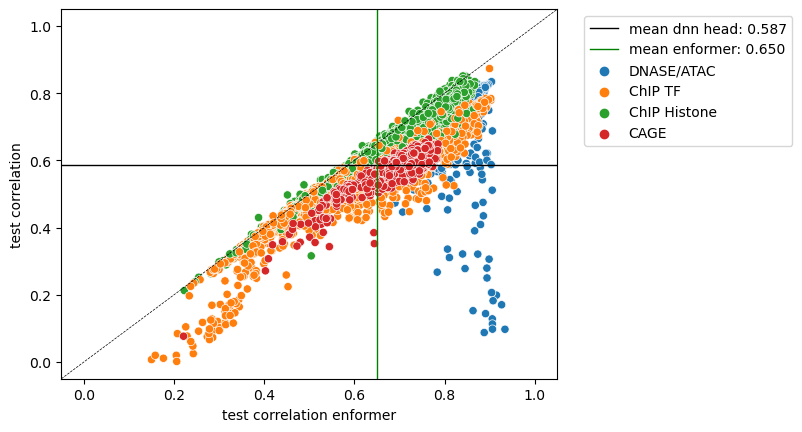 1.0
0.8
0.6
0.4
0.2
0.0
test correlation
0.0 0.2 0.4 0.6 0.8 1.0
test correlation enformer
mean dnn head: 0.587
mean enformer: 0.650
DNASE/ATAC
ChIP TF
ChIP Histone
CAGE